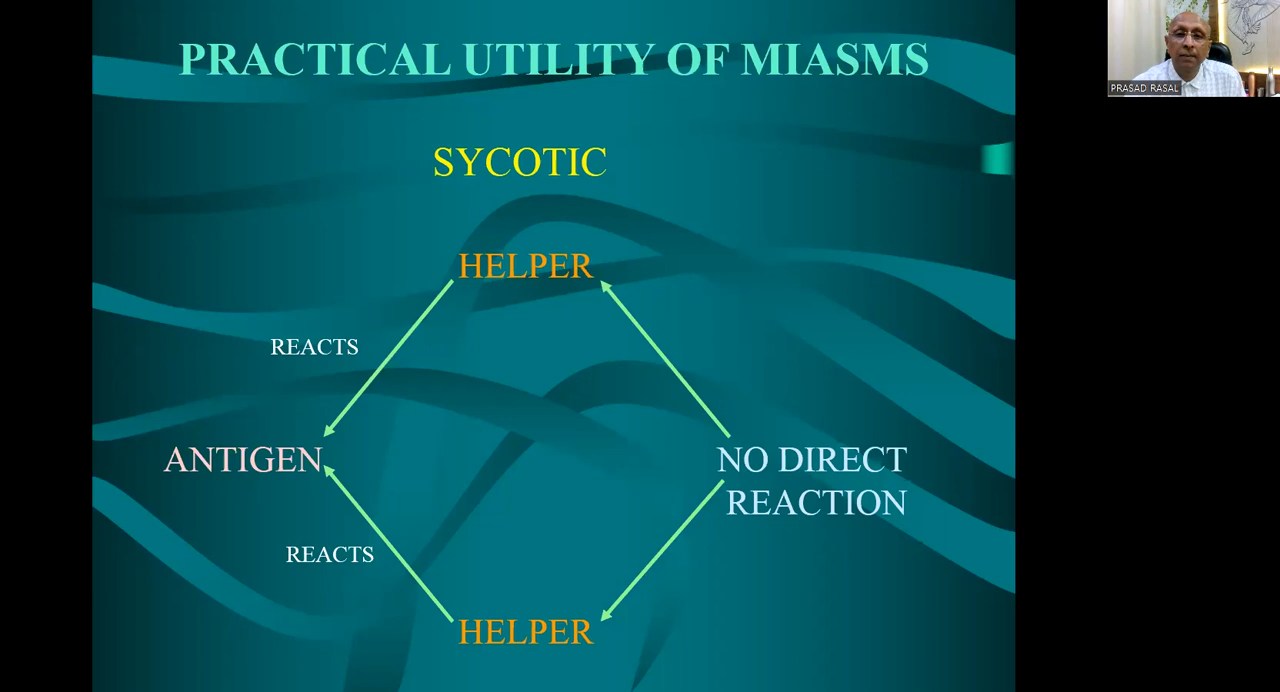 PRACTICAL UTILITY OF MIASMS
PRASAD RASAL
SYCOTIC
HELPER
REACTS
ANTIGEN
NO DIRECT
REACTION
REACTS
HELPER